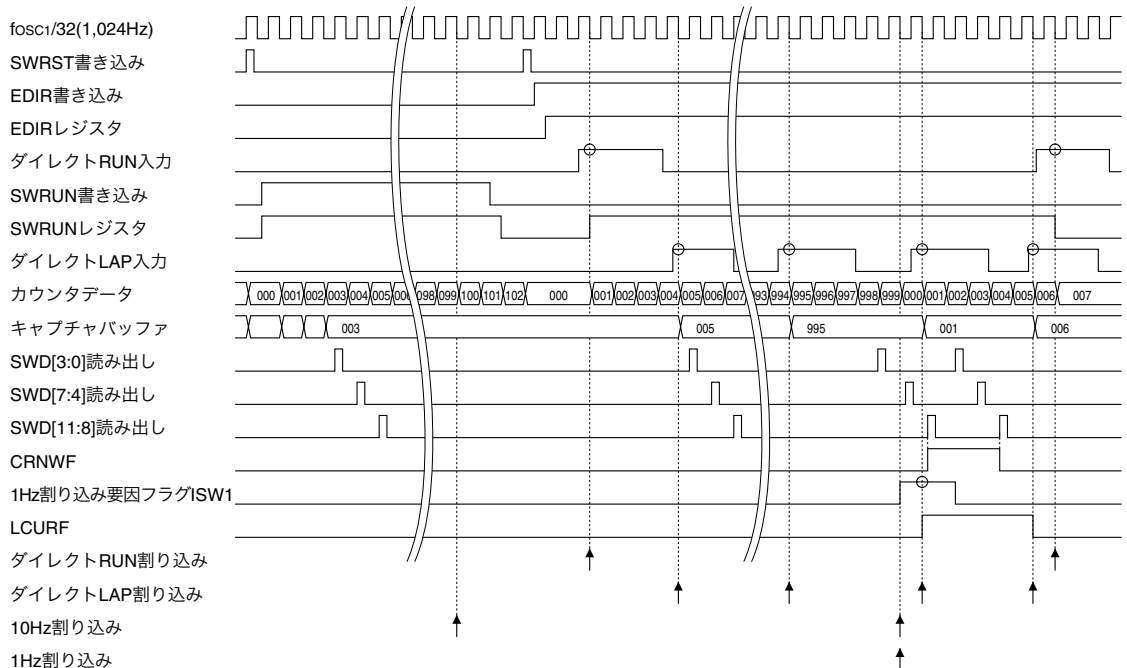 fOSC1/32(1,024Hz)
SWRST書き込み
EDIR書き込み
EDIRレジスタ
ダイレクトRUN入力
SWRUN書き込み
SWRUNレジスタ
ダイレクトLAP入力
カウンタデータ 000 001 002 003 004 005 006 098 099 100 101 102 000 001 002 003 004 005 006 007 993 994 995 996 997 998 999 000 001 002 003 004 005 006 007
キャプチャバッファ 003 005 995 001 006
SWD[3:0]読み出し
SWD[7:4]読み出し
SWD[11:8]読み出し
CRNWF
1Hz割り込み要因フラグISW1
LCURF
ダイレクトRUN割り込み
ダイレクトLAP割り込み
10Hz割り込み
1Hz割り込み